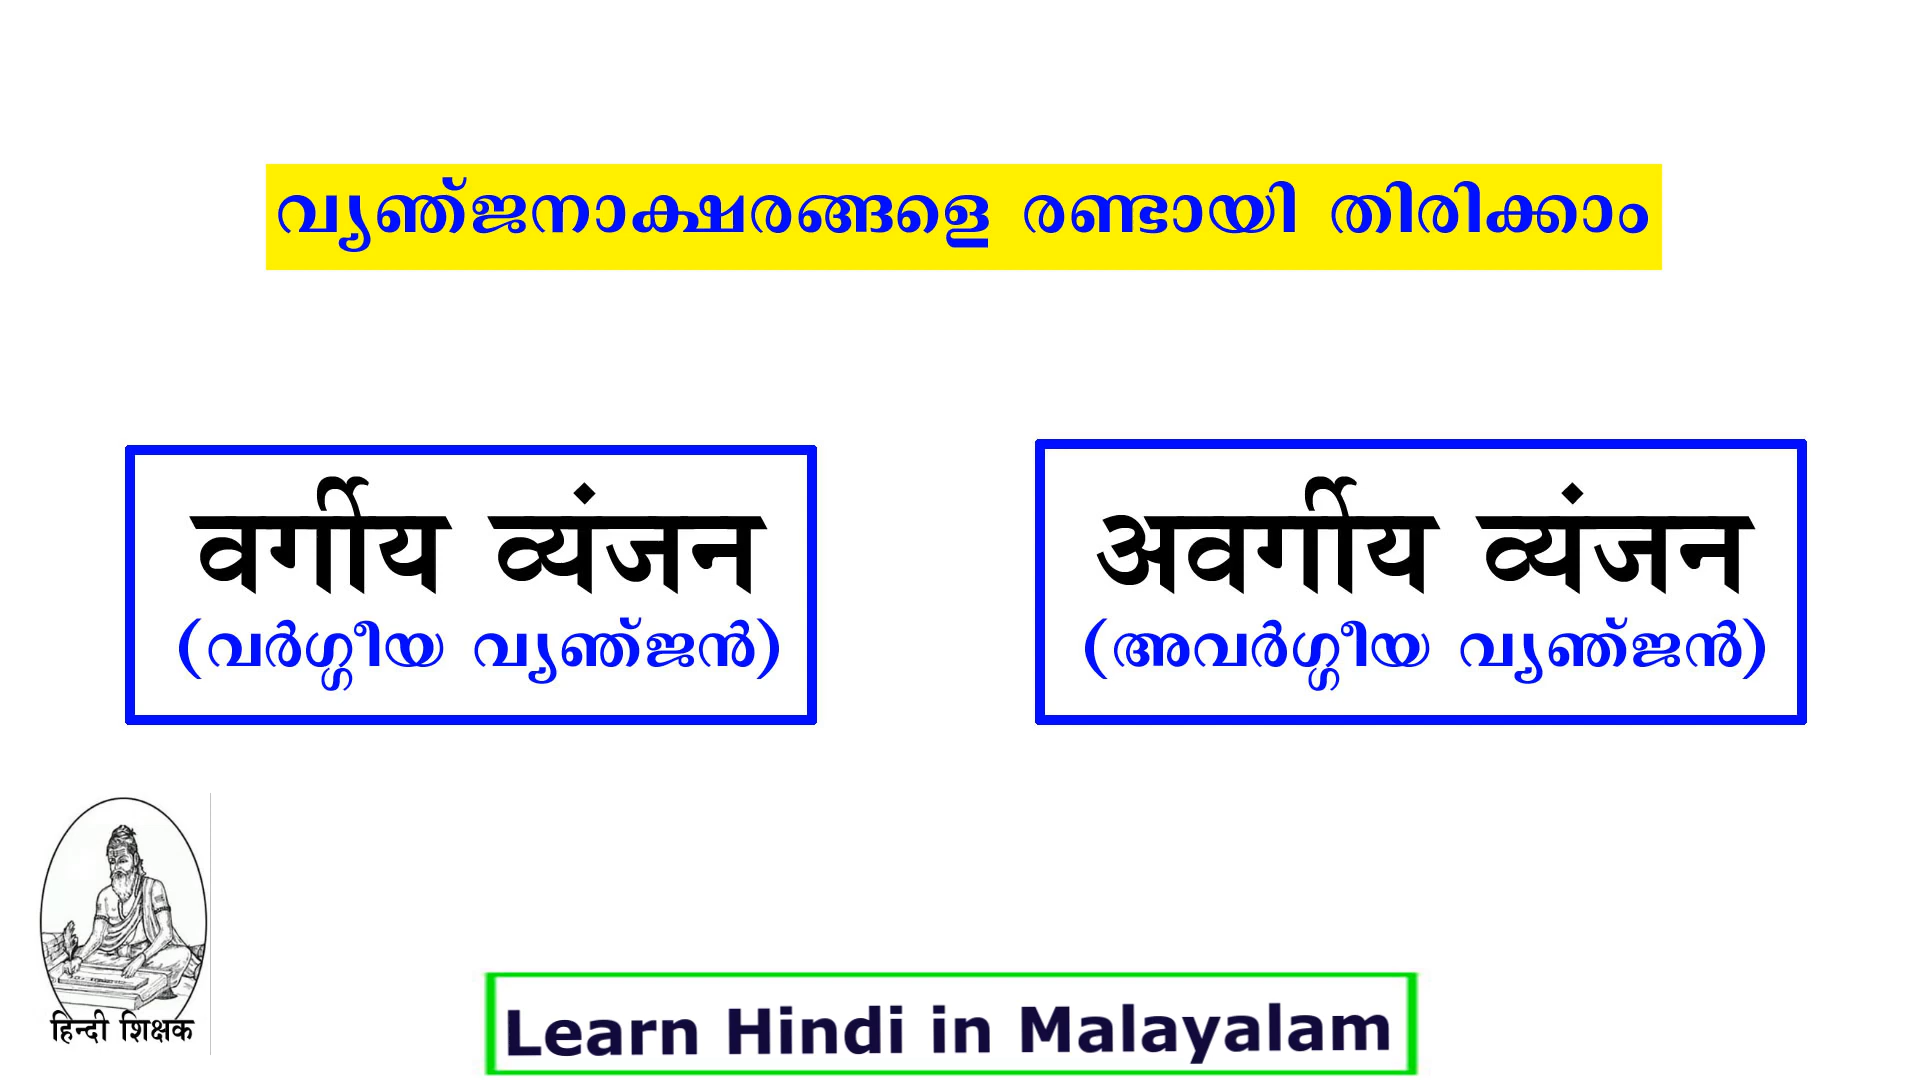 വ്യഞ്ജനാക്ഷരങ്ങളെ രണ്ടായി തിരിക്കാം
वर्गीय व्यंजन
(വർഗ്ഗീയ വ്യഞ്ജൻ)
अवर्गीय व्यंजन
(അവർഗ്ഗീയ വ്യഞ്ജൻ)
हिन्दी शिक्षक
Learn Hindi in Malayalam